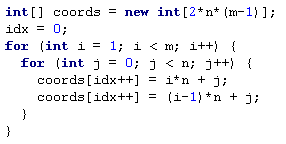 int[] coords = new int[2*n*(m-1)];
idx = 0;
for (int i = 1; i < m; i++) {
for (int j = 0; j < n; j++) {
coords[idx++] = i*n + j;
coords[idx++] = (i-1)*n + j;
}
}